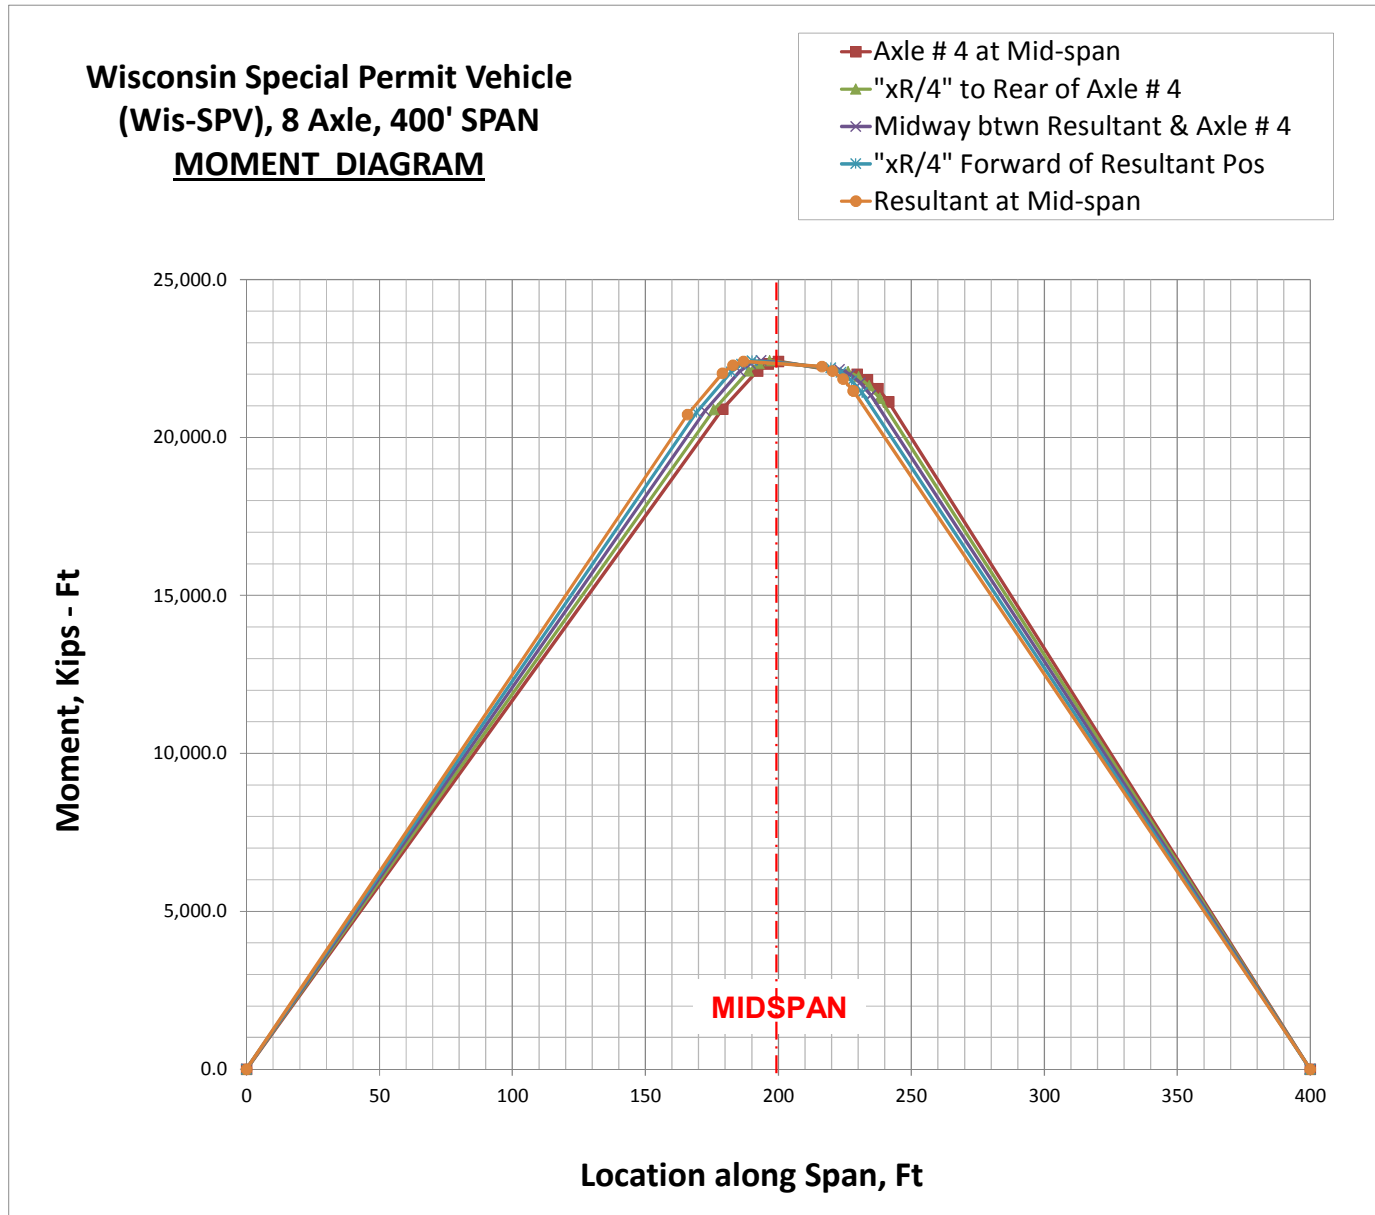 Wisconsin Special Permit Vehicle
(Wis-SPV), 8 Axle, 400' SPAN
MOMENT DIAGRAM
Axle # 4 at Mid-span
"xR/4" to Rear of Axle # 4
Midway btwn Resultant & Axle # 4
"xR/4" Forward of Resultant Pos
Resultant at Mid-span
Moment, Kips - Ft
25,000.0
20,000.0
15,000.0
10,000.0
5,000.0
0.0
MIDSPAN
0 50 100 150 200 250 300 350 400
Location along Span, Ft